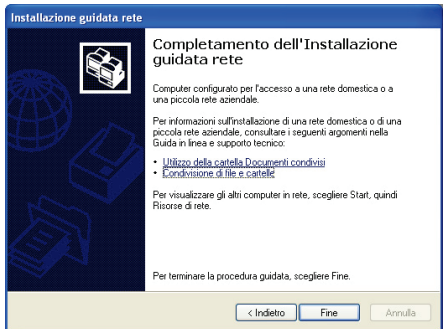 Installazione guidata rete
Completamento dell'Installazione
guidata rete
Computer configurato per l'accesso a una rete domestica o a
una piccola rete aziendale.
Per informazioni sull'installazione di una rete domestica o di una
piccola rete aziendale, consultare i seguenti argomenti nella
Guida in linea e supporto tecnico:
• Utilizzo della cartella Documenti condivisi
• Condivisione di file e cartelle
Per visualizzare gli altri computer in rete, scegliere Start, quindi
Risorse di rete.
Per terminare la procedura guidata, scegliere Fine.
< Indietro
Fine
Annulla